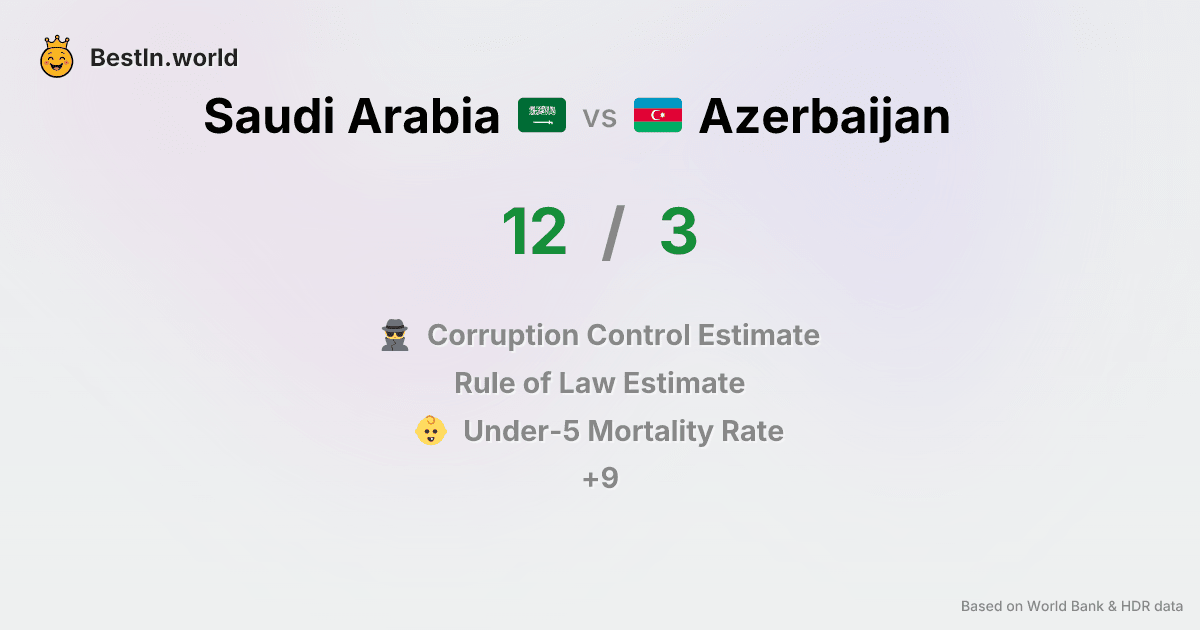 BestIn.world
Saudi Arabia vs Azerbaijan
12 / 3
Corruption Control Estimate
Rule of Law Estimate
Under-5 Mortality Rate
+9
Based on World Bank & HDR data